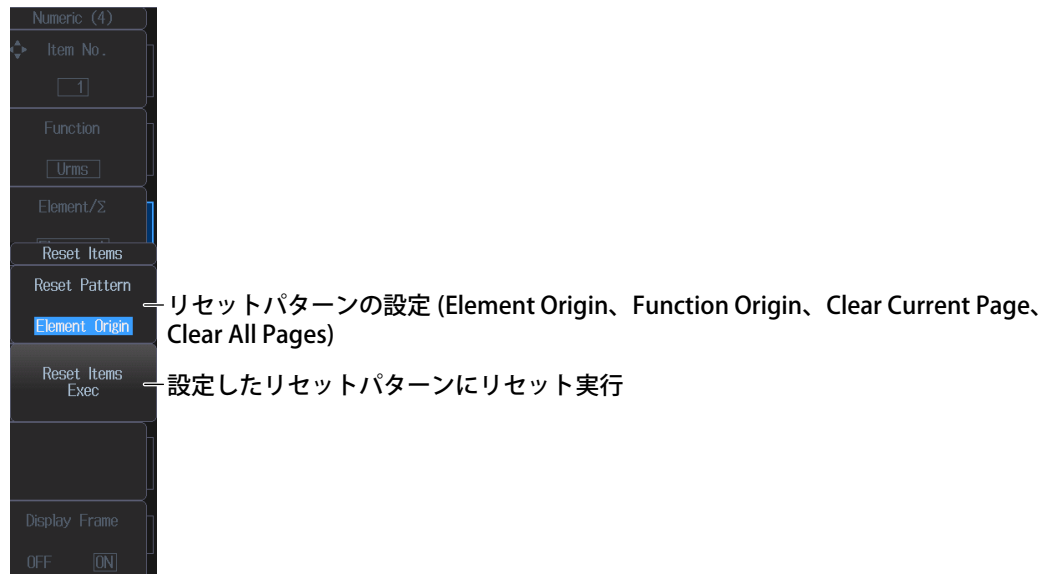 Numeric (4)
Item No.
1
Function
Urms
Element/Σ
Reset Items
Reset Pattern
Element Origin
Reset Items
Exec
Display Frame
OFF ON
リセットパターンの設定 (Element Origin、Function Origin、Clear Current Page、
Clear All Pages)
設定したリセットパターンにリセット実行